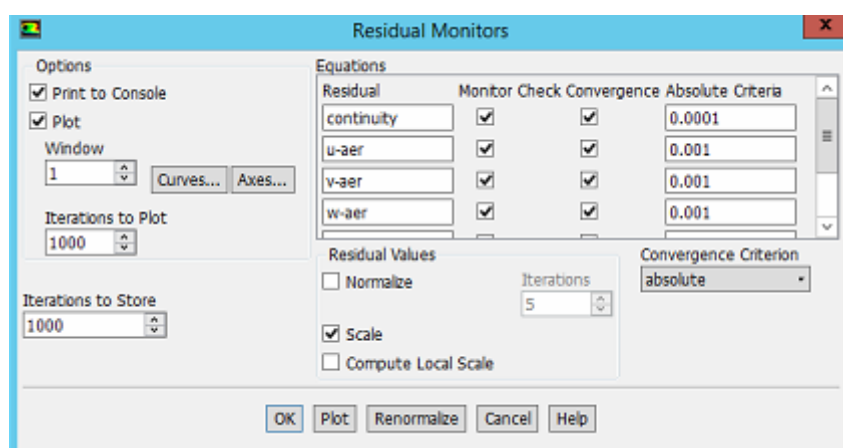 Residual Monitors
x
Options
Print to Console
Plot
Window
1
Curves... Axes...
Iterations to Plot
1000
Iterations to Store
1000
Equations
Residual Monitor Check Convergence Absolute Criteria
continuity 0.0001
u-aer 0.001
v-aer 0.001
w-aer 0.001
Residual Values
Normalize
Iterations
5
Scale
Compute Local Scale
Convergence Criterion
absolute
OK Plot Renormalize Cancel Help